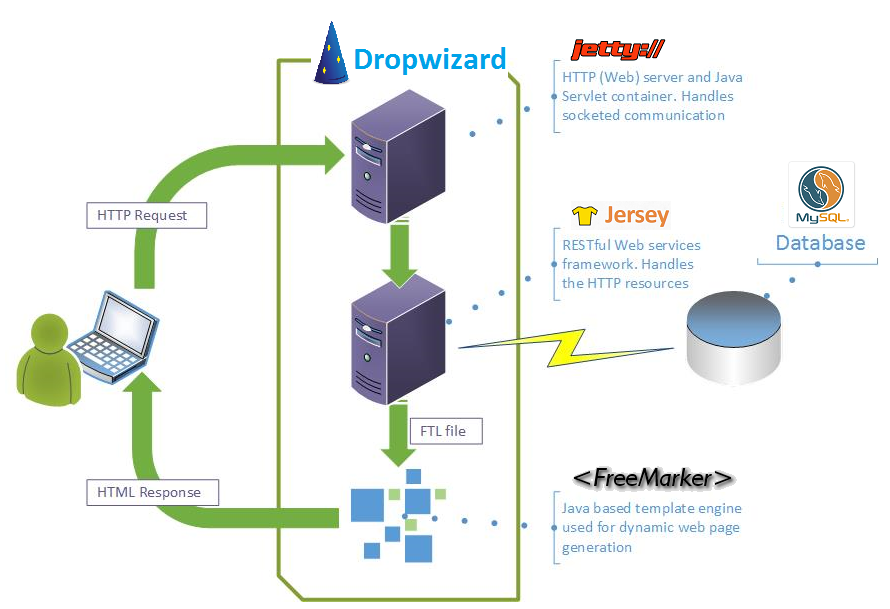 Dropwizard
jetty://
HTTP (Web) server and Java
Servlet container. Handles
socketed communication
HTTP Request
Jersey
RESTful Web services
framework. Handles
the HTTP resources
MySQL®
Database
FTL file
HTML Response
<FreeMarker>
Java based template engine
used for dynamic web page
generation